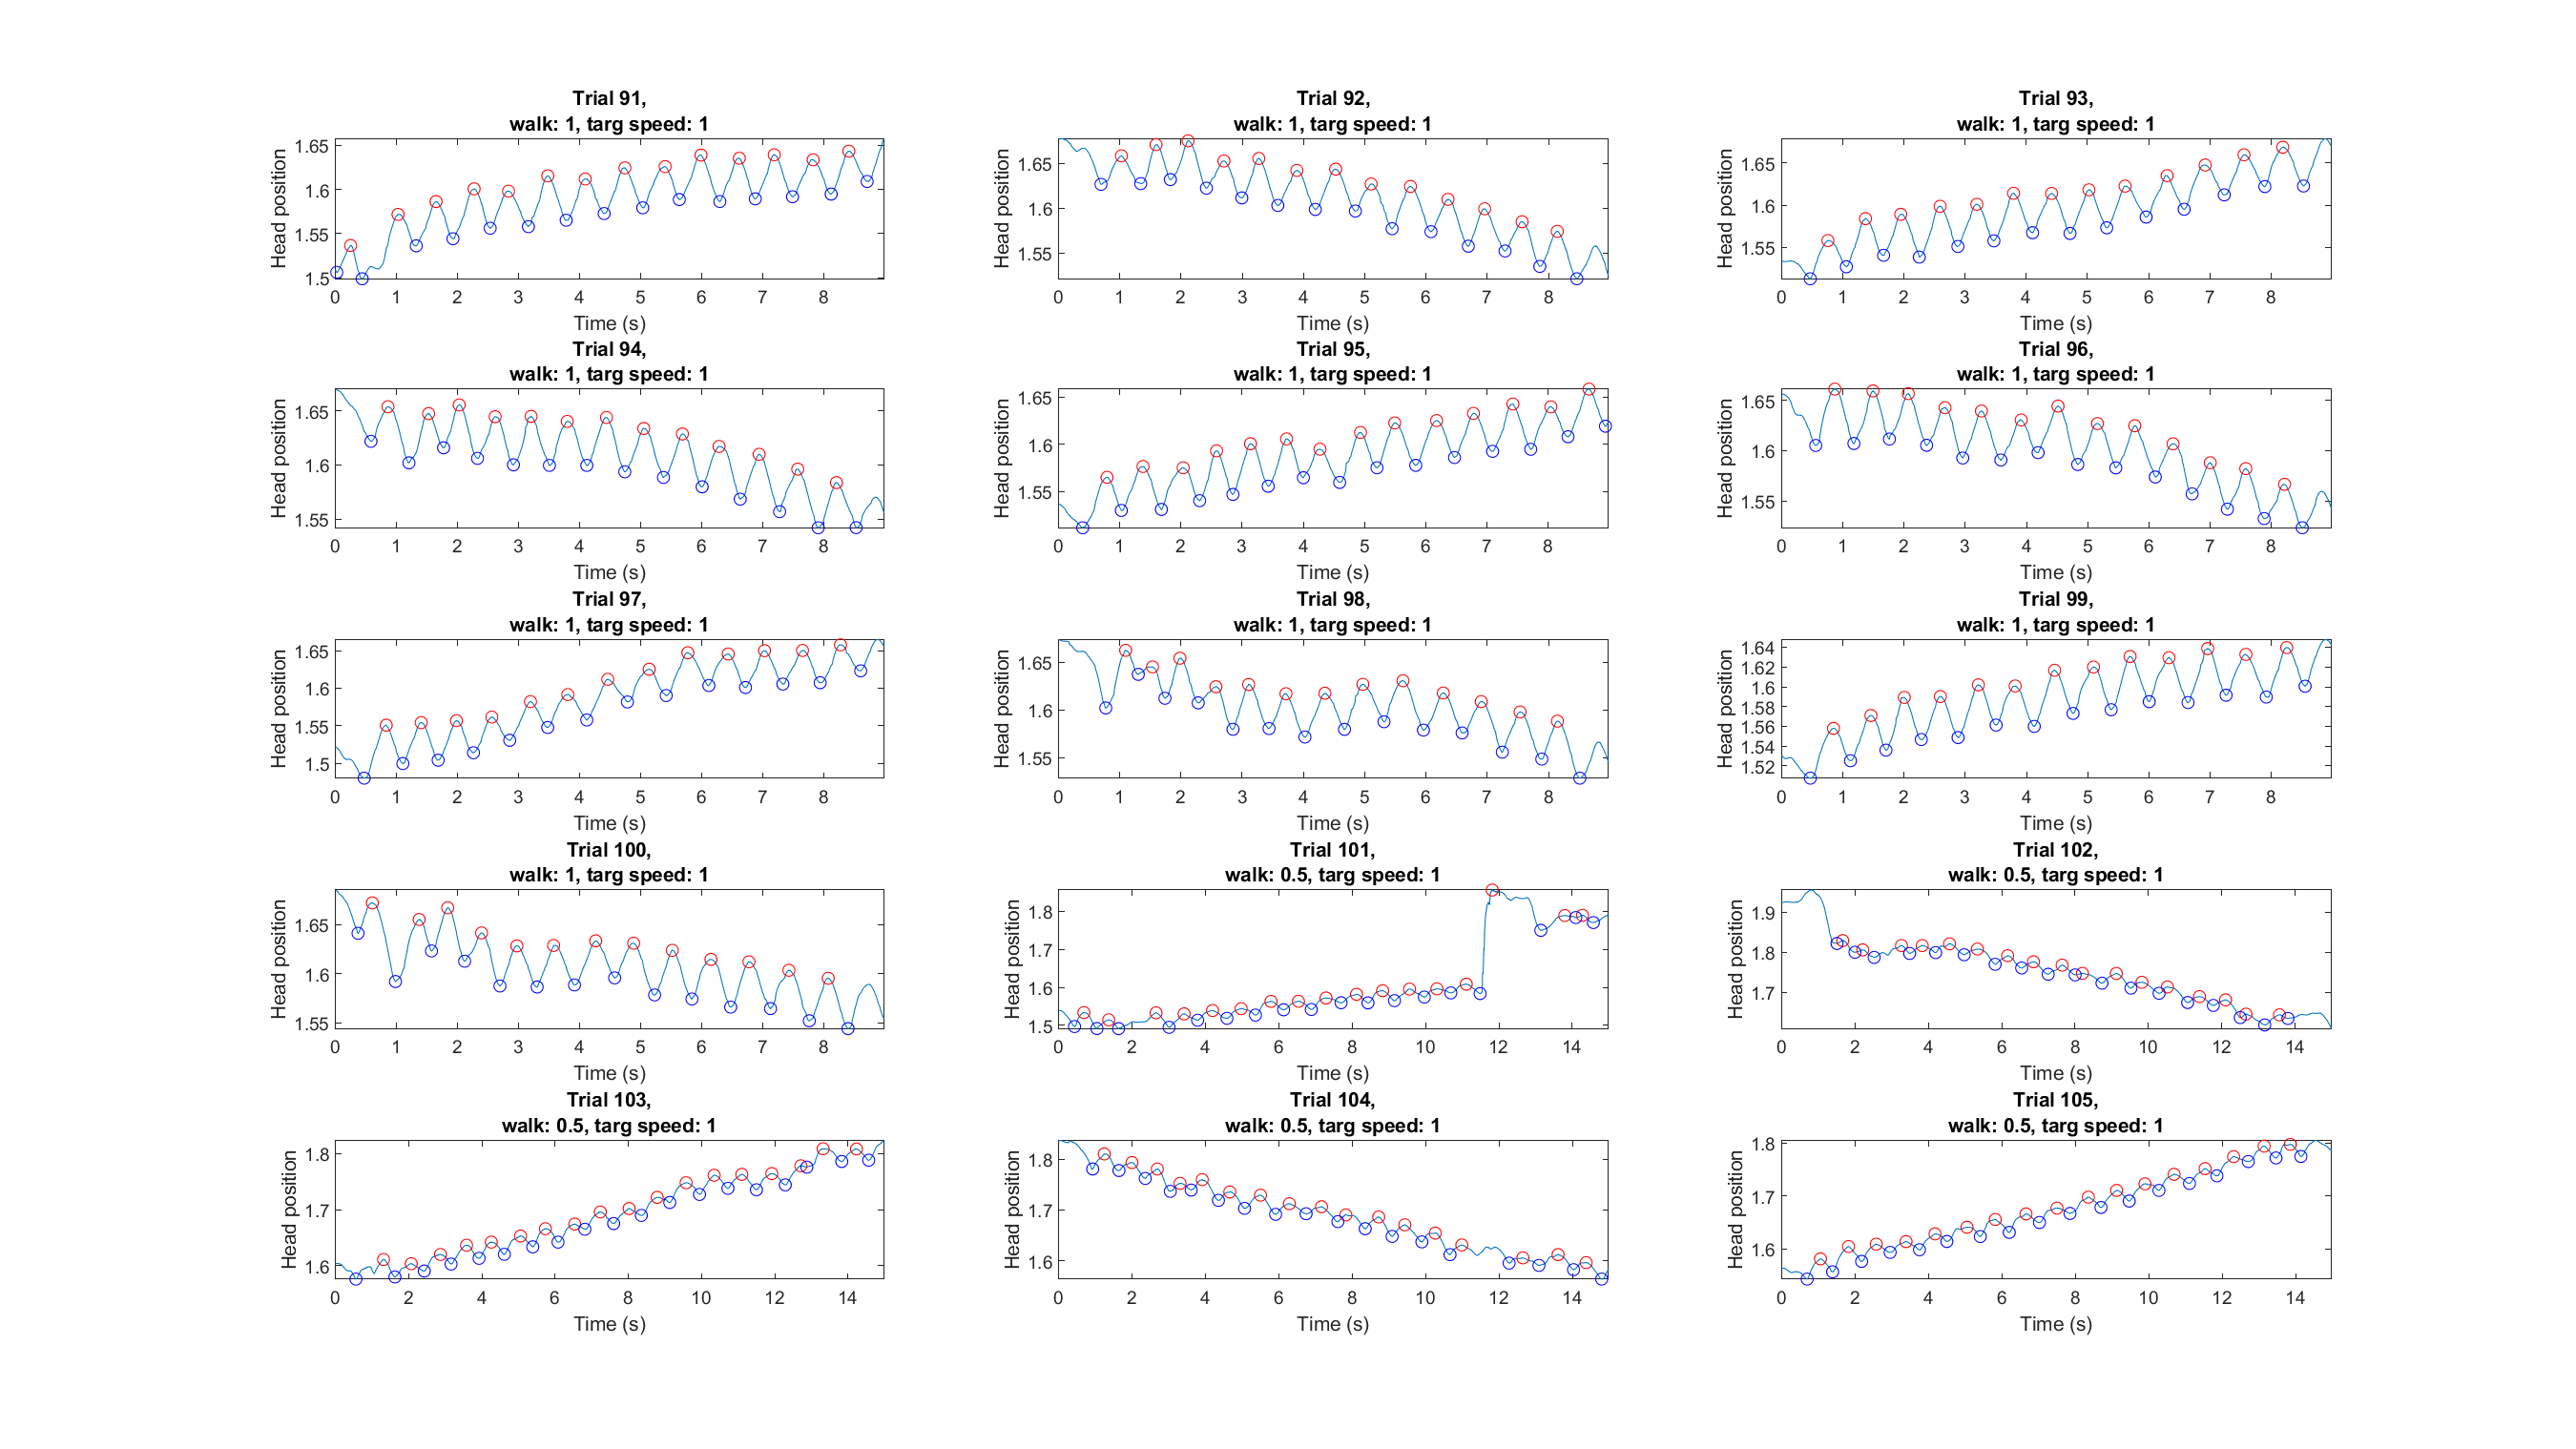 Trial 91,
walk: 1, targ speed: 1
1.65
1.6
1.55
1.5
Head position
0 1 2 3 4 5 6 7 8
Time (s)
Trial 92,
walk: 1, targ speed: 1
1.65
1.6
1.55
Head position
0 1 2 3 4 5 6 7 8
Time (s)
Trial 93,
walk: 1, targ speed: 1
1.65
1.6
1.55
Head position
0 1 2 3 4 5 6 7 8
Time (s)
Trial 94,
walk: 1, targ speed: 1
1.65
1.6
1.55
Head position
0 1 2 3 4 5 6 7 8
Time (s)
Trial 95,
walk: 1, targ speed: 1
1.65
1.6
1.55
Head position
0 1 2 3 4 5 6 7 8
Time (s)
Trial 96,
walk: 1, targ speed: 1
1.65
1.6
1.55
Head position
0 1 2 3 4 5 6 7 8
Time (s)
Trial 97,
walk: 1, targ speed: 1
1.65
1.6
1.55
1.5
Head position
0 1 2 3 4 5 6 7 8
Time (s)
Trial 98,
walk: 1, targ speed: 1
1.65
1.6
1.55
Head position
0 1 2 3 4 5 6 7 8
Time (s)
Trial 99,
walk: 1, targ speed: 1
1.64
1.62
1.6
1.58
1.56
1.54
1.52
Head position
0 1 2 3 4 5 6 7 8
Time (s)
Trial 100,
walk: 1, targ speed: 1
1.65
1.6
1.55
Head position
0 1 2 3 4 5 6 7 8
Time (s)
Trial 101,
walk: 0.5, targ speed: 1
1.8
1.7
1.6
1.5
Head position
0 2 4 6 8 10 12 14
Time (s)
Trial 102,
walk: 0.5, targ speed: 1
1.9
1.8
1.7
Head position
0 2 4 6 8 10 12 14
Time (s)
Trial 103,
walk: 0.5, targ speed: 1
1.8
1.7
1.6
Head position
0 2 4 6 8 10 12 14
Time (s)
Trial 104,
walk: 0.5, targ speed: 1
1.8
1.7
1.6
Head position
0 2 4 6 8 10 12 14
Time (s)
Trial 105,
walk: 0.5, targ speed: 1
1.8
1.7
1.6
Head position
0 2 4 6 8 10 12 14
Time (s)